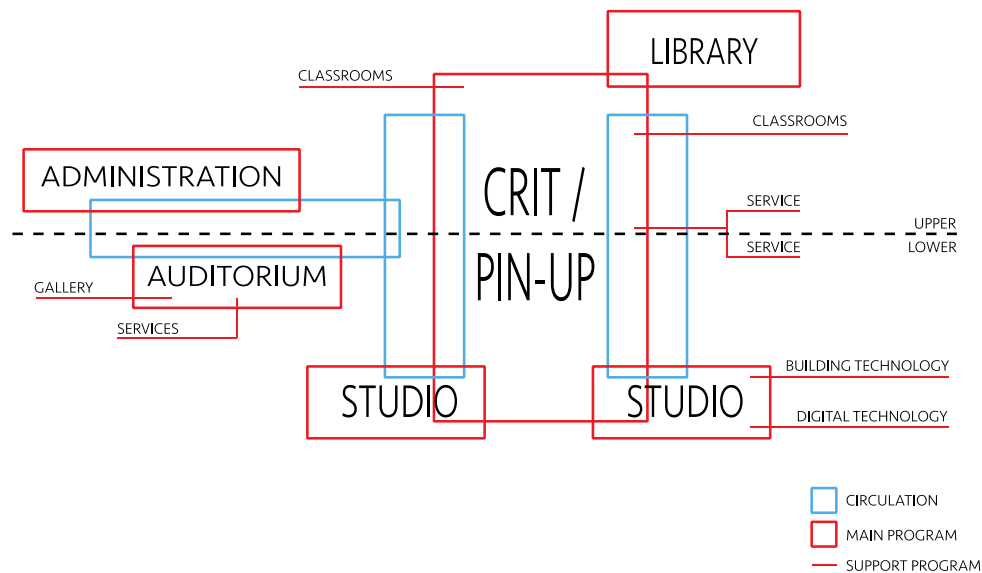 LIBRARY
CLASSROOMS
CLASSROOMS
ADMINISTRATION
CRIT /
PIN-UP
SERVICE
UPPER
SERVICE
LOWER
AUDITORIUM
GALLERY
SERVICES
BUILDING TECHNOLOGY
STUDIO
STUDIO
DIGITAL TECHNOLOGY
CIRCULATION
MAIN PROGRAM
SUPPORT PROGRAM